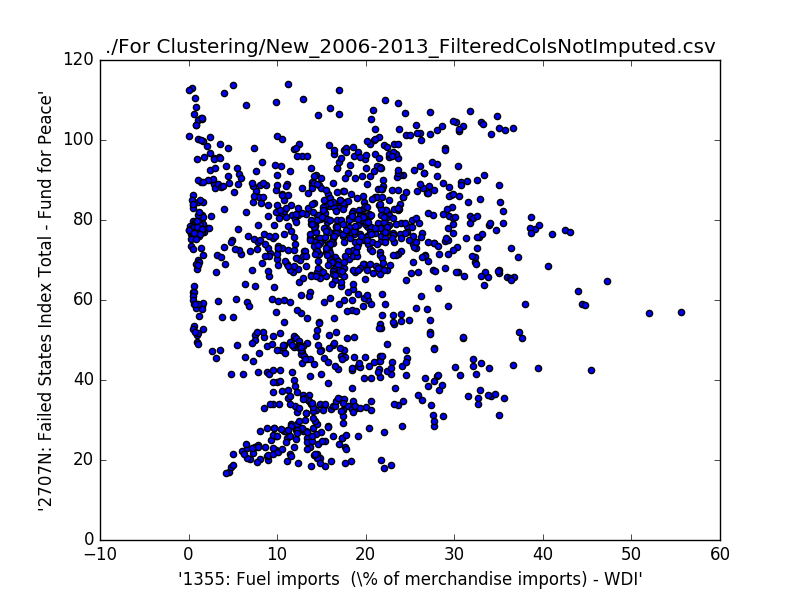 ./For Clustering/New_2006-2013_FilteredColsNotImputed.csv
120
100
80
60
40
20
0
'2707N: Failed States Index Total - Fund for Peace'
−10 0 10 20 30 40 50 60
'1355: Fuel imports  (\% of merchandise imports) - WDI'